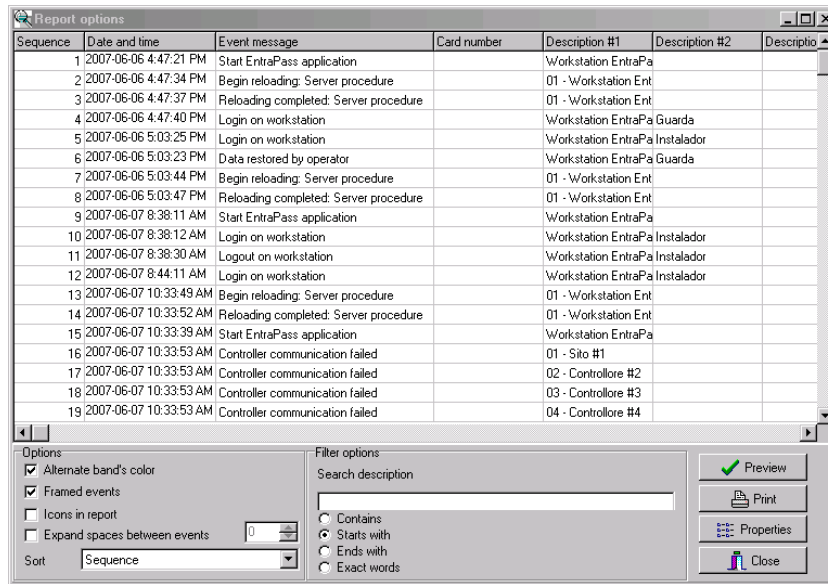 Report options
Sequence Date and time Event message Card number Description #1 Description #2 Descriptio
1 2007-06-06 4:47:21 PM Start EntraPass application Workstation EntraPa
2 2007-06-06 4:47:34 PM Begin reloading: Server procedure 01 - Workstation Ent
3 2007-06-06 4:47:37 PM Reloading completed: Server procedure 01 - Workstation Ent
4 2007-06-06 4:47:40 PM Login on workstation Workstation EntraPa Guarda
5 2007-06-06 5:03:25 PM Login on workstation Workstation EntraPa Instalador
6 2007-06-06 5:03:23 PM Data restored by operator Workstation EntraPa Guarda
7 2007-06-06 5:03:44 PM Begin reloading: Server procedure 01 - Workstation Ent
8 2007-06-06 5:03:47 PM Reloading completed: Server procedure 01 - Workstation Ent
9 2007-06-07 8:38:11 AM Start EntraPass application Workstation EntraPa
10 2007-06-07 8:38:12 AM Login on workstation Workstation EntraPa Instalador
11 2007-06-07 8:38:30 AM Logout on workstation Workstation EntraPa Instalador
12 2007-06-07 8:44:11 AM Login on workstation Workstation EntraPa Instalador
13 2007-06-07 10:33:49 AM Begin reloading: Server procedure 01 - Workstation Ent
14 2007-06-07 10:33:52 AM Reloading completed: Server procedure 01 - Workstation Ent
15 2007-06-07 10:33:39 AM Start EntraPass application Workstation EntraPa
16 2007-06-07 10:33:53 AM Controller communication failed 01 - Sito #1
17 2007-06-07 10:33:53 AM Controller communication failed 02 - Controllore #2
18 2007-06-07 10:33:53 AM Controller communication failed 03 - Controllore #3
19 2007-06-07 10:33:53 AM Controller communication failed 04 - Controllore #4
Options
Alternate band's color
Framed events
Icons in report
Expand spaces between events 0
Sort Sequence
Filter options
Search description
Contains
Starts with
Ends with
Exact words
Preview
Print
Properties
Close